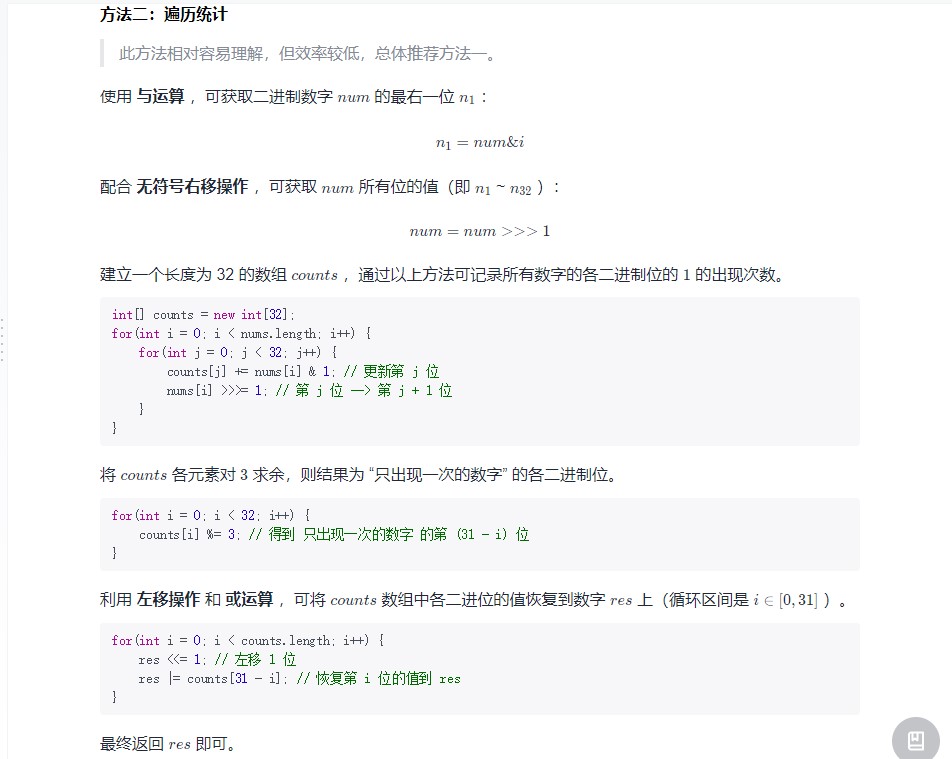 方法二：遍历统计
此方法相对容易理解，但效率较低，总体推荐方法一。
使用 与运算 ，可获取二进制数字 num 的最右一位 n₁ ：
n₁ = num&i
配合 无符号右移操作 ，可获取 num 所有位的值（即 n₁ ~ n₃₂ ）：
num = num >>> 1
建立一个长度为 32 的数组 counts ，通过以上方法可记录所有数字的各二进制位的 1 的出现次数。
int[] counts = new int[32];
for(int i = 0; i < nums.length; i++) {
    for(int j = 0; j < 32; j++) {
        counts[j] += nums[i] & 1; // 更新第 j 位
        nums[i] >>>= 1; // 第 j 位 --> 第 j + 1 位
    }
}
将 counts 各元素对 3 求余，则结果为 “只出现一次的数字” 的各二进制位。
for(int i = 0; i < 32; i++) {
    counts[i] %= 3; // 得到 只出现一次的数字 的第 (31 - i) 位
}
利用 左移操作 和 或运算 ，可将 counts 数组中各二进位的值恢复到数字 res 上（循环区间是 i ∈ [0, 31] ）。
for(int i = 0; i < counts.length; i++) {
    res <<= 1; // 左移 1 位
    res |= counts[31 - i]; // 恢复第 i 位的值到 res
}
最终返回 res 即可。